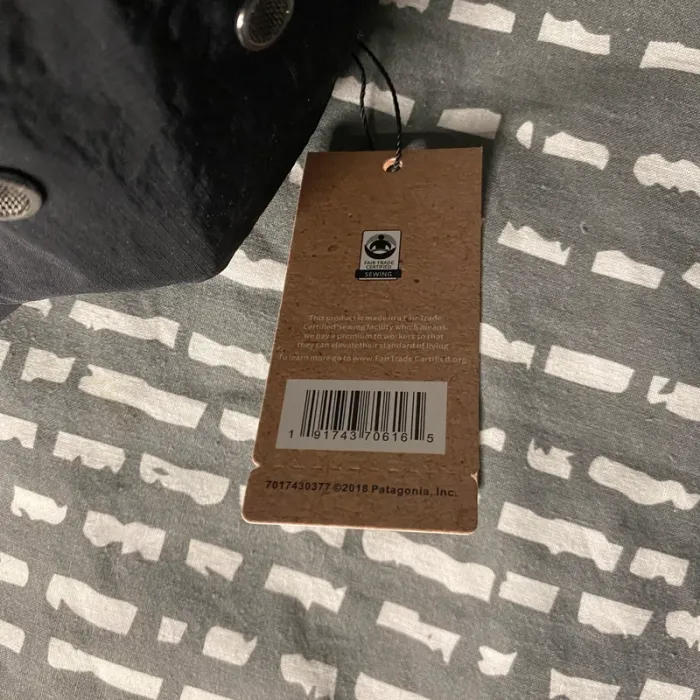 FAIR TRADE
CERTIFIED
SEWING
This product is made in a Fair Trade
Certified sewing facility which means
we pay a premium to workers so that
they can elevate their standard of living
To learn more go to www.FairTradeCertified.org
1 91743 70616 5
7017430377 ©2018 Patagonia, Inc.